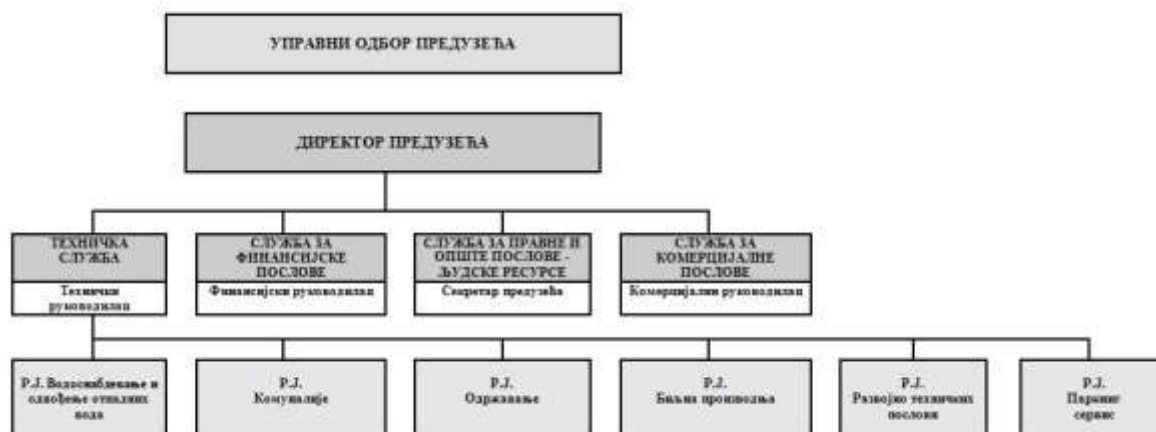 УПРАВНИ ОДБОР ПРЕДУЗЕЋА
ДИРЕКТОР ПРЕДУЗЕЋА
ТЕХНИЧКА
СЛУЖБА
Технички
руководилац
СЛУЖБА ЗА
ФИНАНСИЈСКЕ
ПОСЛОВЕ
Финансијски руководилац
СЛУЖБА ЗА ПРАВНЕ И
ОПШТЕ ПОСЛОВЕ -
ЉУДСКЕ РЕСУРСЕ
Секретар предузећа
СЛУЖБА ЗА
КОМЕРЦИЈАЛНЕ
ПОСЛОВЕ
Комерцијални руководилац
Р.Ј. Водоснабдевање и
одвођење отпадних
вода
Р.Ј.
Комуналије
Р.Ј.
Одржавање
Р.Ј.
Биљна производња
Р.Ј.
Развојно техничких
послова
Р.Ј.
Паркинг
сервис